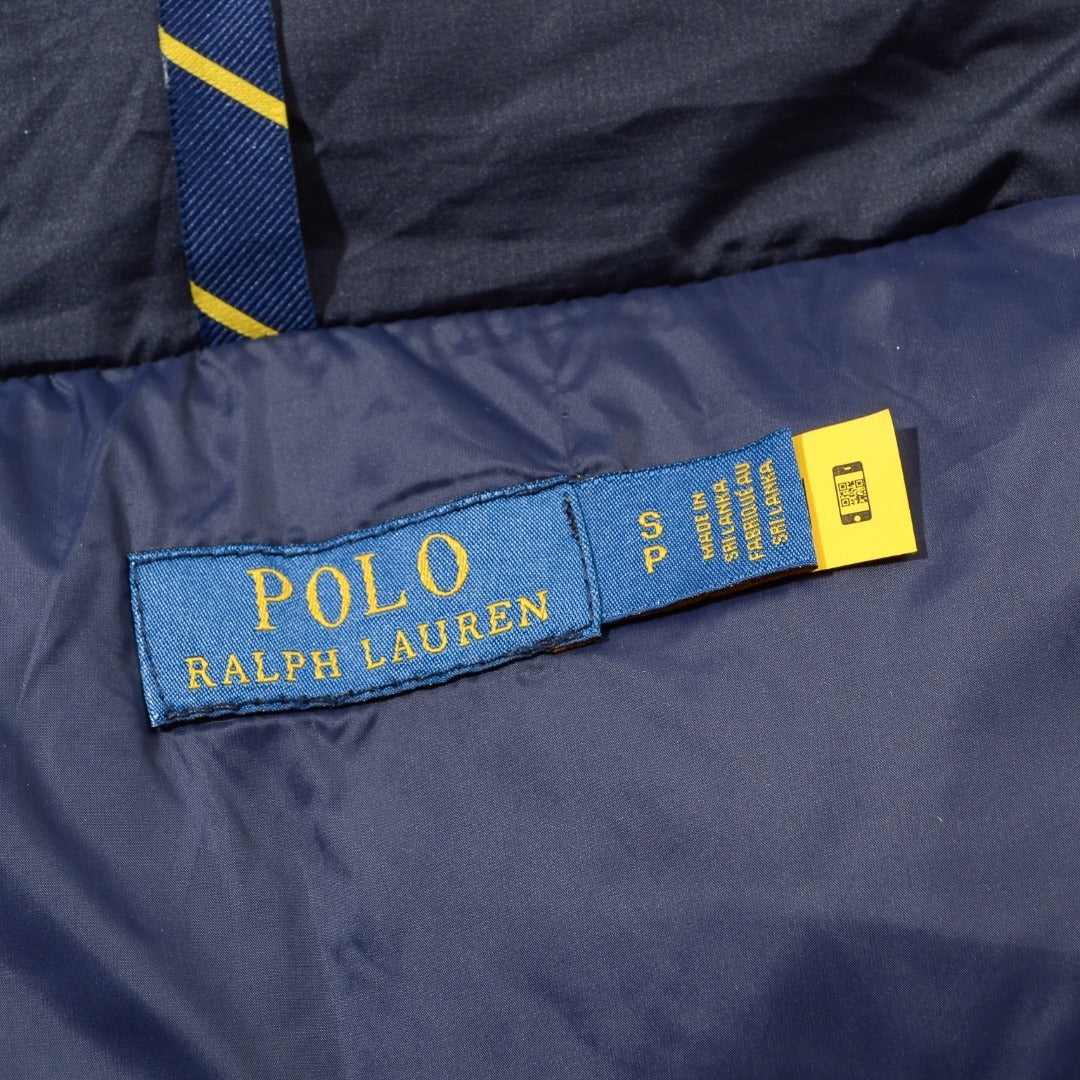 POLO
RALPH LAUREN
S
P
MADE IN
SRI LANKA
FABRIQUÉ AU
SRI LANKA